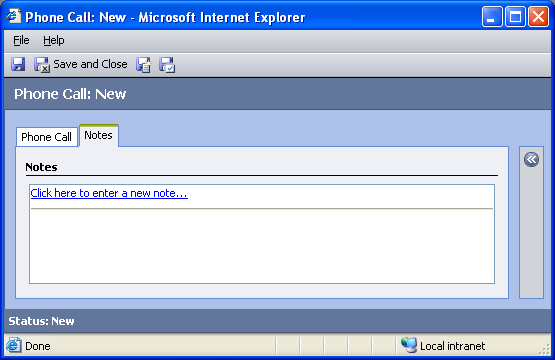 Phone Call: New - Microsoft Internet Explorer
File Help
Save and Close
Phone Call: New
Phone Call Notes
Notes
Click here to enter a new note...
Status: New
Done Local intranet